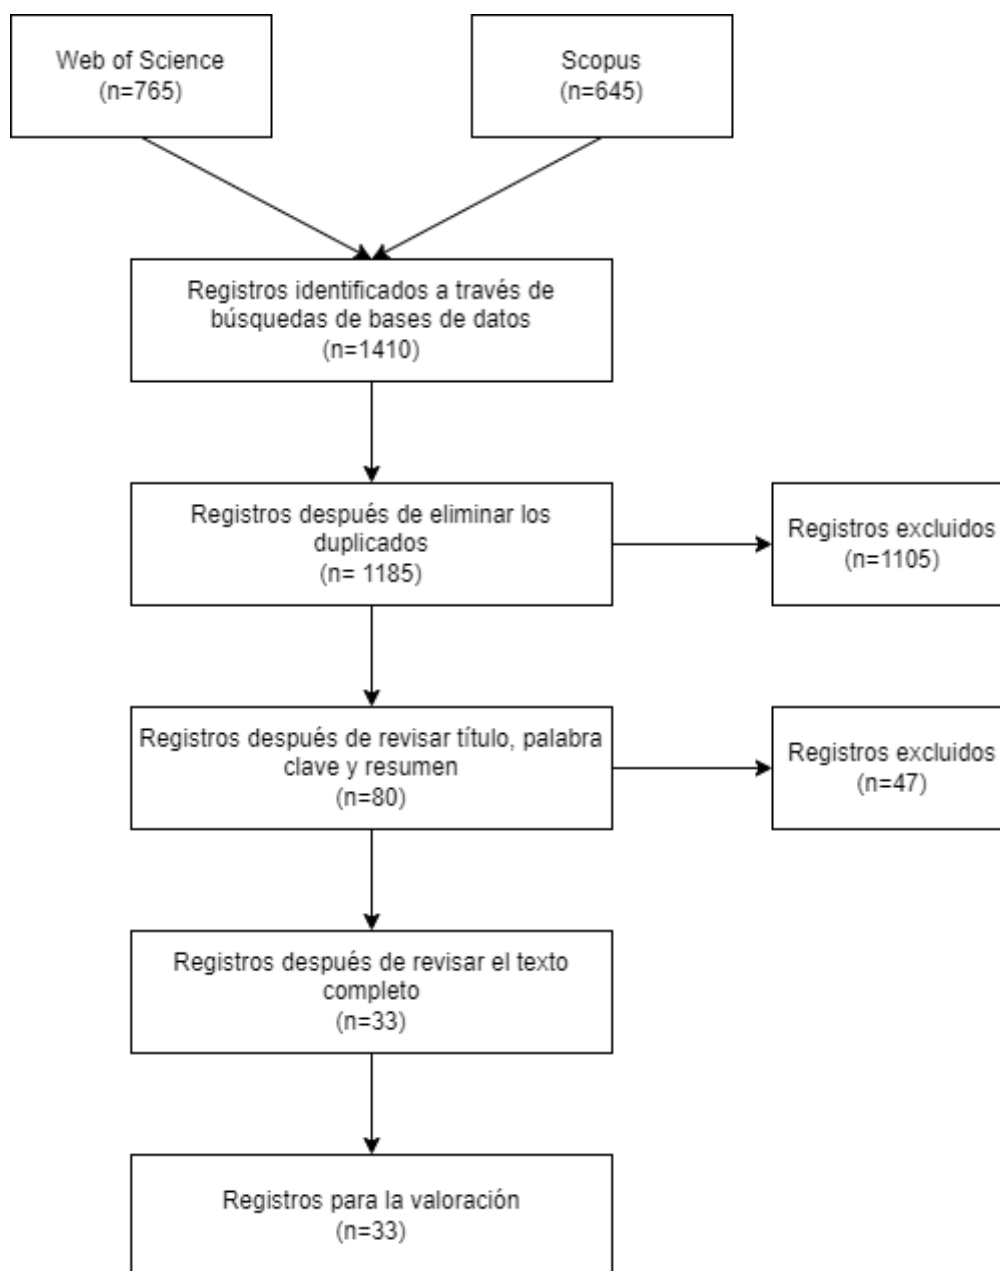 Web of Science
(n=765)
Scopus
(n=645)
Registros identificados a través de
búsquedas de bases de datos
(n=1410)
Registros después de eliminar los
duplicados
(n= 1185)
Registros excluidos
(n=1105)
Registros después de revisar título, palabra
clave y resumen
(n=80)
Registros excluidos
(n=47)
Registros después de revisar el texto
completo
(n=33)
Registros para la valoración
(n=33)